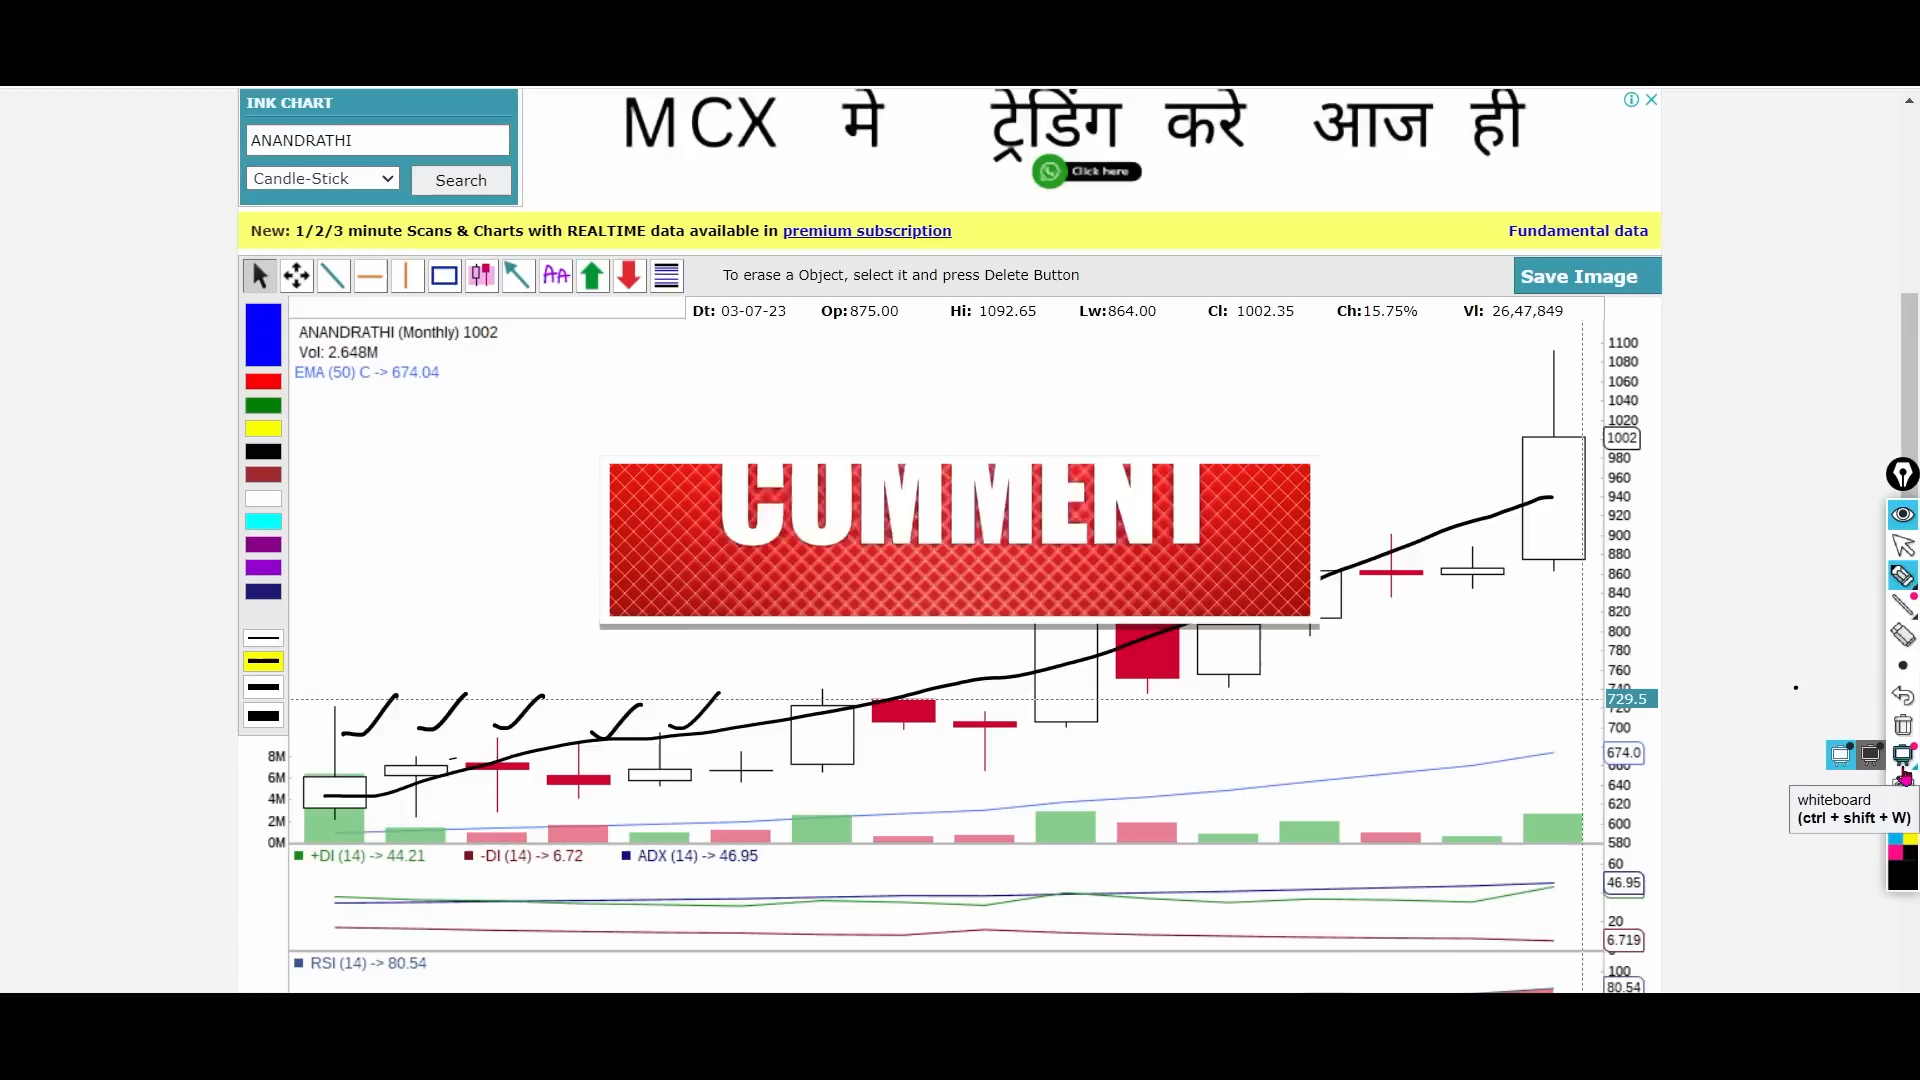 INK CHART
ANANDRATHI
Candle-Stick
Search
MCX मे ट्रेडिंग करे आज ही
Click here
New: 1/2/3 minute Scans & Charts with REALTIME data available in premium subscription
Fundamental data
To erase a Object, select it and press Delete Button
Save Image
Dt: 03-07-23 Op:875.00 Hi: 1092.65 Lw:864.00 Cl: 1002.35 Ch:15.75% Vl: 26,47,849
ANANDRATHI (Monthly) 1002
Vol: 2.648M
EMA (50) C -> 674.04
COMMENT
1100
1080
1060
1040
1020
1002
980
960
940
920
900
880
860
840
820
800
780
760
729.5
700
674.0
640
620
600
580
8M
6M
4M
2M
0M
+DI (14) -> 44.21 -DI (14) -> 6.72 ADX (14) -> 46.95
60
46.95
20
6.719
RSI (14) -> 80.54
100
80.54
whiteboard
(ctrl + shift + W)